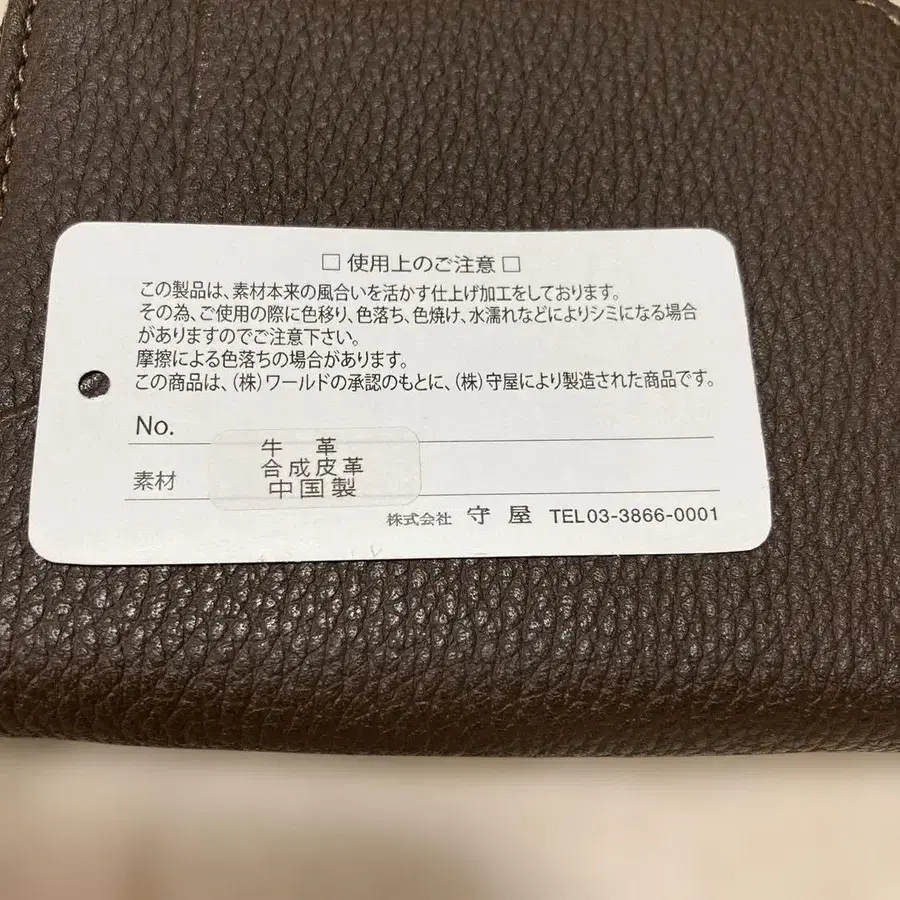 □ 使用上のご注意 □
この製品は、素材本来の風合いを活かす仕上げ加工をしております。
その為、ご使用の際に色移り、色落ち、色焼け、水濡れなどによりシミになる場合
がありますのでご注意下さい。
摩擦による色落ちの場合があります。
この商品は、(株)ワールドの承認のもとに、(株)守屋により製造された商品です。
No.
牛 革
素材 合成皮革
中国製
株式会社 守 屋 TEL03-3866-0001